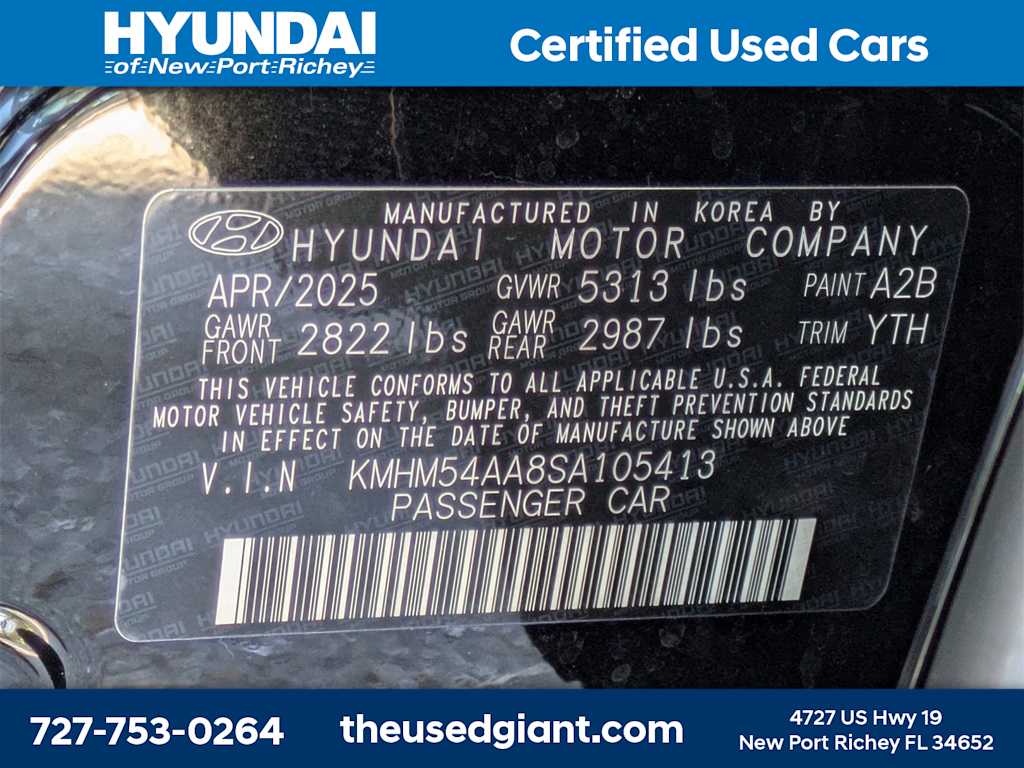 HYUNDAI
of New Port Richey
Certified Used Cars
MANUFACTURED IN KOREA BY
HYUNDAI MOTOR COMPANY
APR/2025 GVWR 5313 lbs PAINT A2B
GAWR FRONT 2822 lbs GAWR REAR 2987 lbs TRIM YTH
THIS VEHICLE CONFORMS TO ALL APPLICABLE U.S.A. FEDERAL
MOTOR VEHICLE SAFETY, BUMPER, AND THEFT PREVENTION STANDARDS
IN EFFECT ON THE DATE OF MANUFACTURE SHOWN ABOVE
V.I.N KMHM54AA8SA105413
PASSENGER CAR
727-753-0264
theusedgiant.com
4727 US Hwy 19
New Port Richey FL 34652